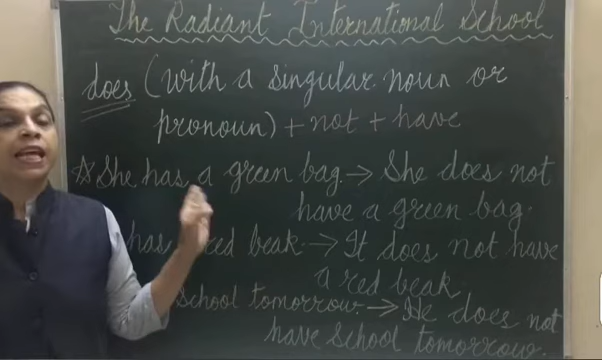 The Radiant International School
does (with a singular noun or
pronoun) + not + have
☆ She has a green bag. → She does not
have a green bag.
has red beak. → It does not have
a red beak.
School tomorrow. → He does not
have School tomorrow.